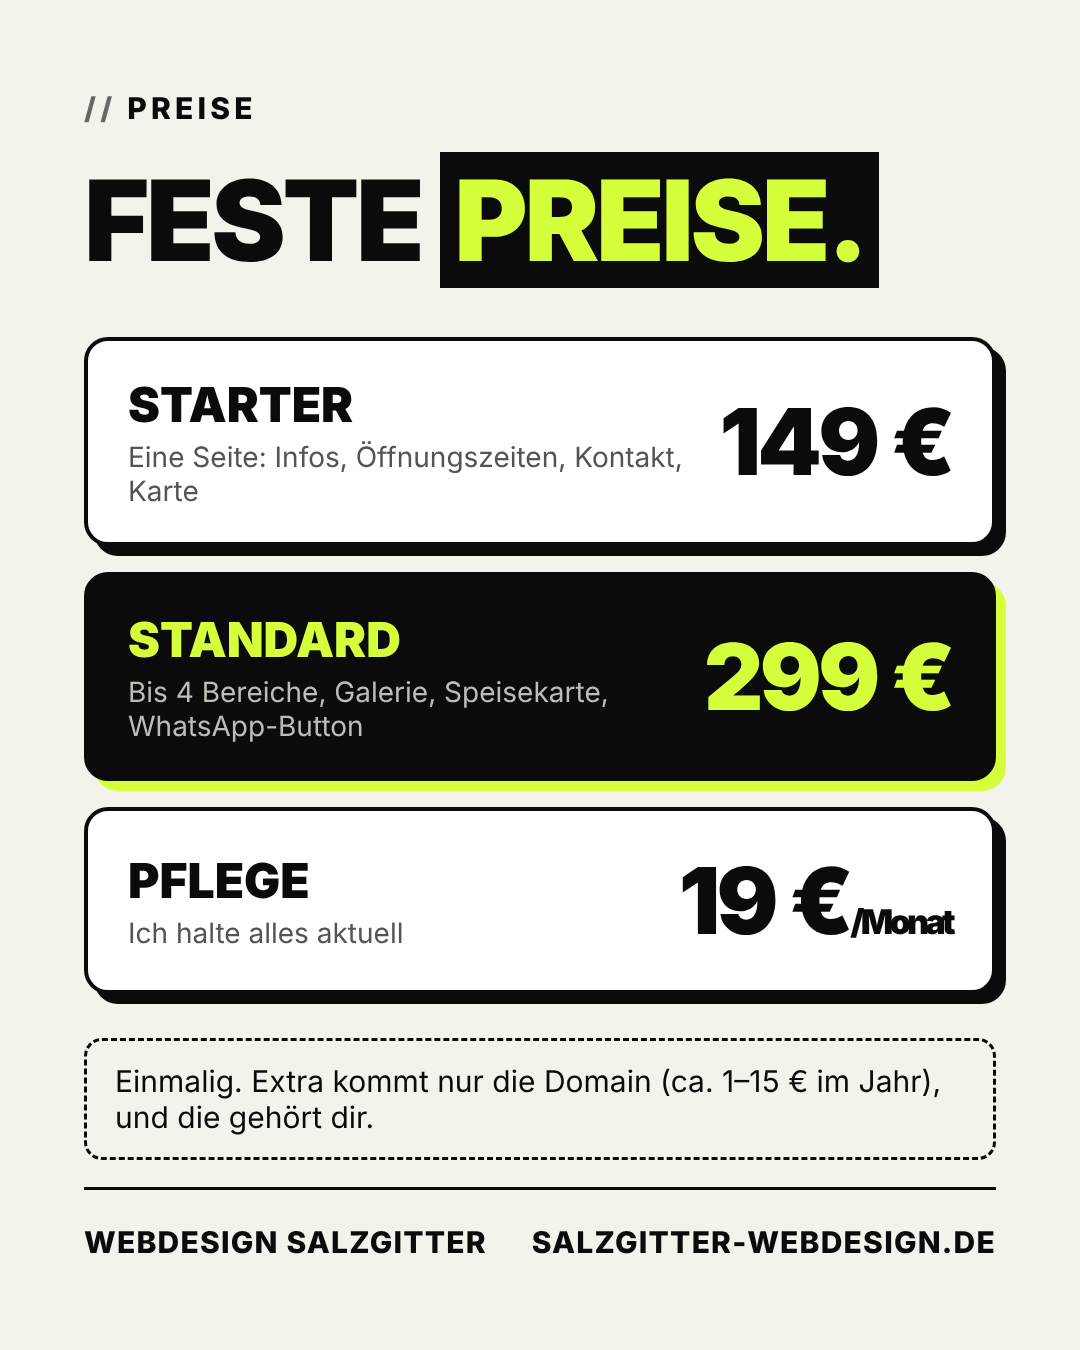 // PREISE
FESTE PREISE.
STARTER
Eine Seite: Infos, Öffnungszeiten, Kontakt,
Karte
149 €
STANDARD
Bis 4 Bereiche, Galerie, Speisekarte,
WhatsApp-Button
299 €
PFLEGE
Ich halte alles aktuell
19 €/Monat
Einmalig. Extra kommt nur die Domain (ca. 1–15 € im Jahr),
und die gehört dir.
WEBDESIGN SALZGITTER SALZGITTER-WEBDESIGN.DE